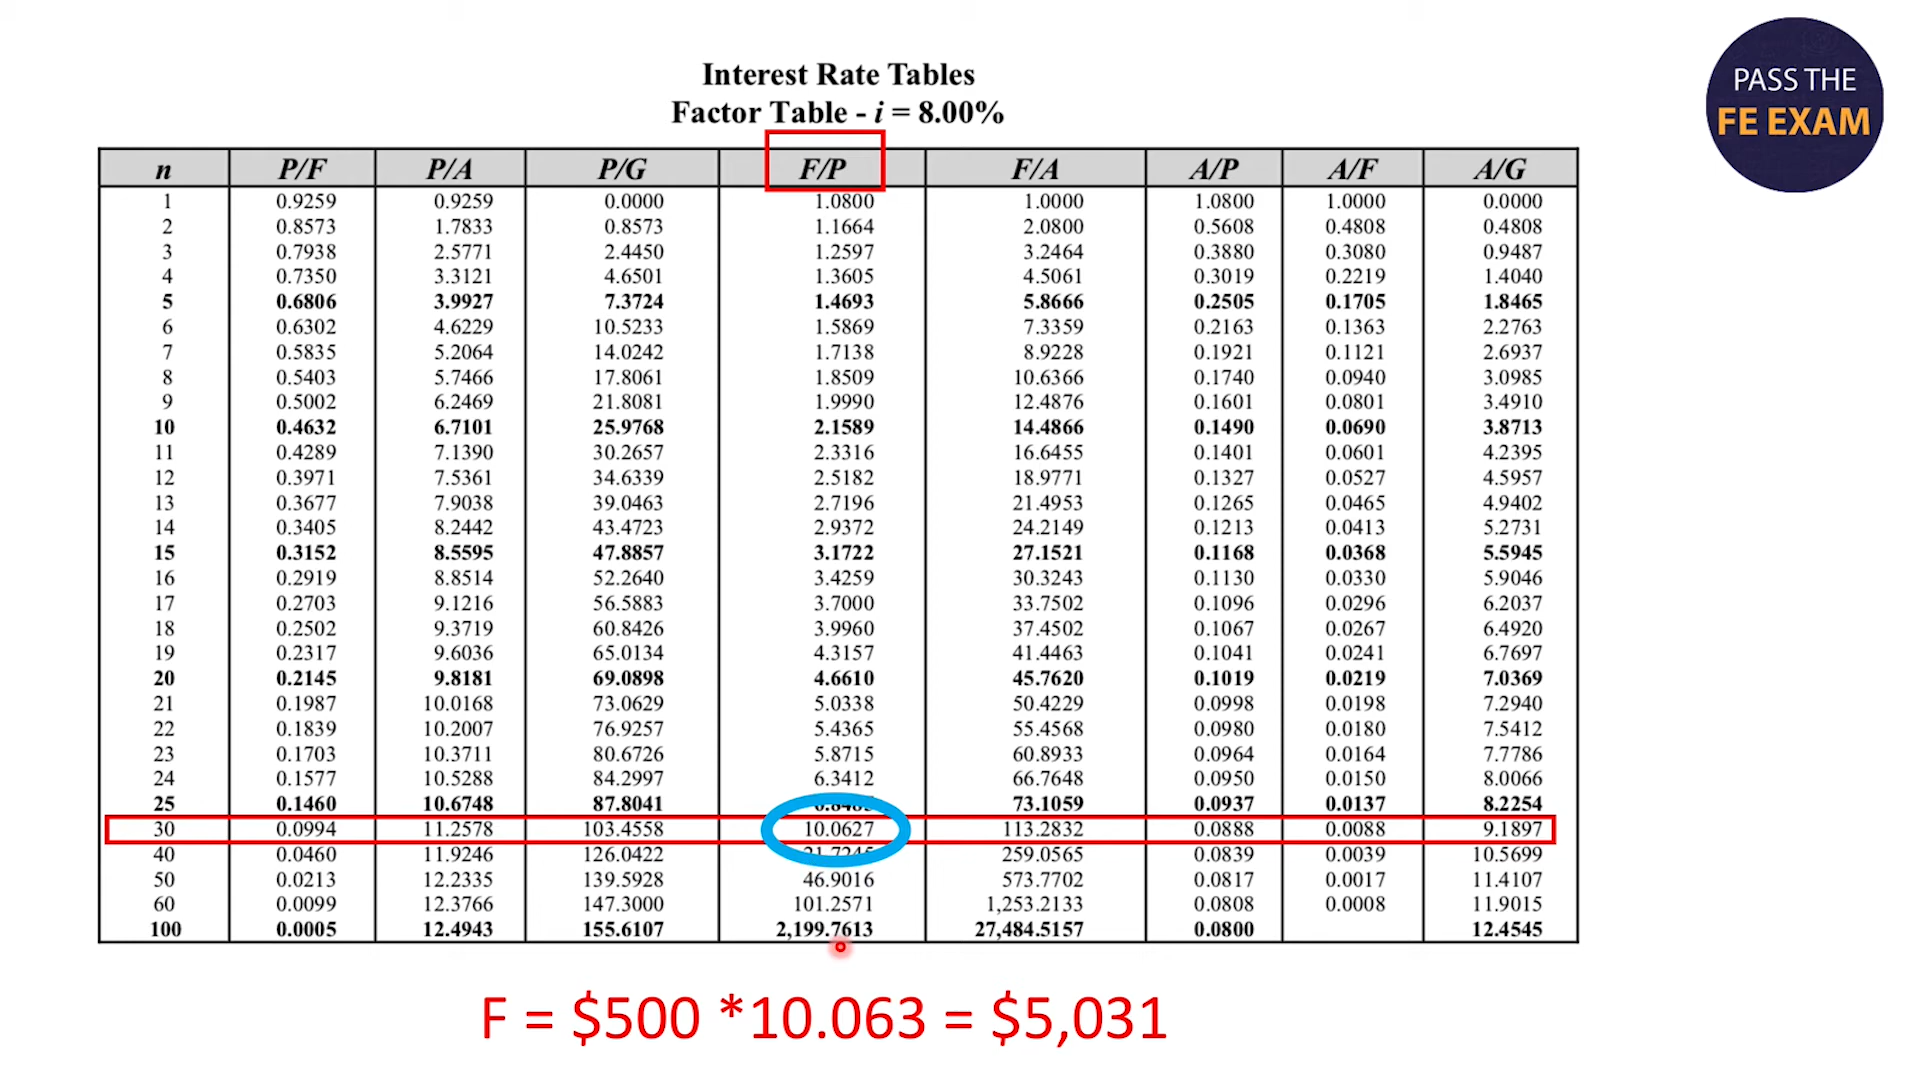 PASS THE
FE EXAM
Interest Rate Tables
Factor Table - i = 8.00%
n P/F P/A P/G F/P F/A A/P A/F A/G
1 0.9259 0.9259 0.0000 1.0800 1.0000 1.0800 1.0000 0.0000
2 0.8573 1.7833 0.8573 1.1664 2.0800 0.5608 0.4808 0.4808
3 0.7938 2.5771 2.4450 1.2597 3.2464 0.3880 0.3080 0.9487
4 0.7350 3.3121 4.6501 1.3605 4.5061 0.3019 0.2219 1.4040
5 0.6806 3.9927 7.3724 1.4693 5.8666 0.2505 0.1705 1.8465
6 0.6302 4.6229 10.5233 1.5869 7.3359 0.2163 0.1363 2.2763
7 0.5835 5.2064 14.0242 1.7138 8.9228 0.1921 0.1121 2.6937
8 0.5403 5.7466 17.8061 1.8509 10.6366 0.1740 0.0940 3.0985
9 0.5002 6.2469 21.8081 1.9990 12.4876 0.1601 0.0801 3.4910
10 0.4632 6.7101 25.9768 2.1589 14.4866 0.1490 0.0690 3.8713
11 0.4289 7.1390 30.2657 2.3316 16.6455 0.1401 0.0601 4.2395
12 0.3971 7.5361 34.6339 2.5182 18.9771 0.1327 0.0527 4.5957
13 0.3677 7.9038 39.0463 2.7196 21.4953 0.1265 0.0465 4.9402
14 0.3405 8.2442 43.4723 2.9372 24.2149 0.1213 0.0413 5.2731
15 0.3152 8.5595 47.8857 3.1722 27.1521 0.1168 0.0368 5.5945
16 0.2919 8.8514 52.2640 3.4259 30.3243 0.1130 0.0330 5.9046
17 0.2703 9.1216 56.5883 3.7000 33.7502 0.1096 0.0296 6.2037
18 0.2502 9.3719 60.8426 3.9960 37.4502 0.1067 0.0267 6.4920
19 0.2317 9.6036 65.0134 4.3157 41.4463 0.1041 0.0241 6.7697
20 0.2145 9.8181 69.0898 4.6610 45.7620 0.1019 0.0219 7.0369
21 0.1987 10.0168 73.0629 5.0338 50.4229 0.0998 0.0198 7.2940
22 0.1839 10.2007 76.9257 5.4365 55.4568 0.0980 0.0180 7.5412
23 0.1703 10.3711 80.6726 5.8715 60.8933 0.0964 0.0164 7.7786
24 0.1577 10.5288 84.2997 6.3412 66.7648 0.0950 0.0150 8.0066
25 0.1460 10.6748 87.8041 73.1059 0.0937 0.0137 8.2254
30 0.0994 11.2578 103.4558 10.0627 113.2832 0.0888 0.0088 9.1897
40 0.0460 11.9246 126.0422 259.0565 0.0839 0.0039 10.5699
50 0.0213 12.2335 139.5928 46.9016 573.7702 0.0817 0.0017 11.4107
60 0.0099 12.3766 147.3000 101.2571 1,253.2133 0.0808 0.0008 11.9015
100 0.0005 12.4943 155.6107 2,199.7613 27,484.5157 0.0800 12.4545
F = $500 *10.063 = $5,031